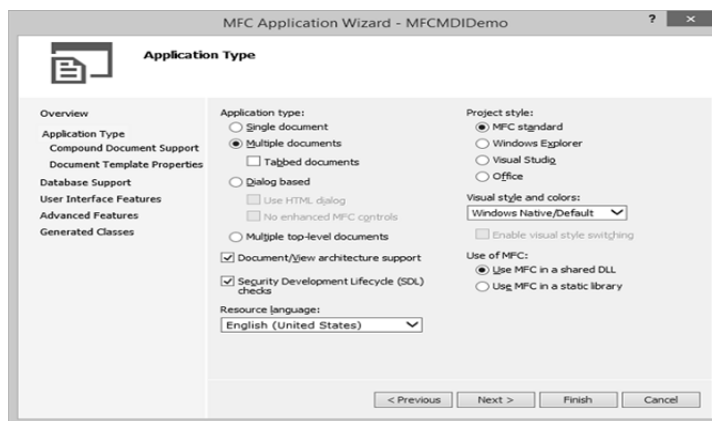 MFC Application Wizard - MFCMDIDemo
?
×
Application Type
Overview
Application Type
Compound Document Support
Document Template Properties
Database Support
User Interface Features
Advanced Features
Generated Classes
Application type:
Single document
Multiple documents
Tabbed documents
Dialog based
Use HTML dialog
No enhanced MFC controls
Multiple top-level documents
Document/View architecture support
Security Development Lifecycle (SDL)
checks
Resource language:
English (United States)
Project style:
MFC standard
Windows Explorer
Visual Studio
Office
Visual style and colors:
Windows Native/Default
Enable visual style switching
Use of MFC:
Use MFC in a shared DLL
Use MFC in a static library
< Previous
Next >
Finish
Cancel